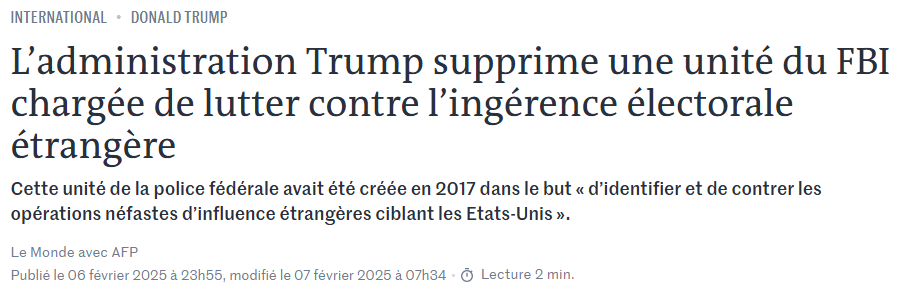 INTERNATIONAL • DONALD TRUMP
L’administration Trump supprime une unité du FBI
chargée de lutter contre l’ingérence électorale
étrangère
Cette unité de la police fédérale avait été créée en 2017 dans le but « d’identifier et de contrer les
opérations néfastes d’influence étrangères ciblant les Etats-Unis ».
Le Monde avec AFP
Publié le 06 février 2025 à 23h55, modifié le 07 février 2025 à 07h34 • Lecture 2 min.